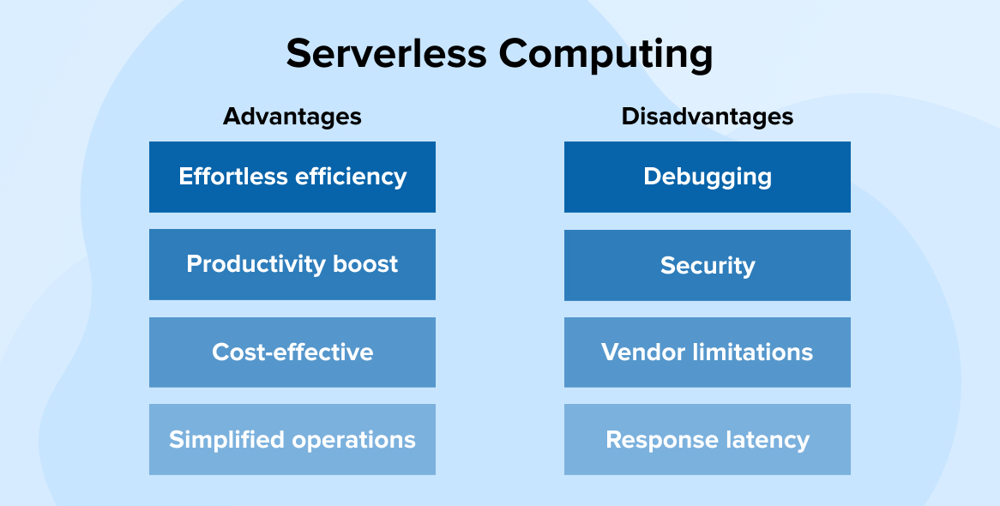 Serverless Computing
Advantages
Effortless efficiency
Productivity boost
Cost-effective
Simplified operations
Disadvantages
Debugging
Security
Vendor limitations
Response latency